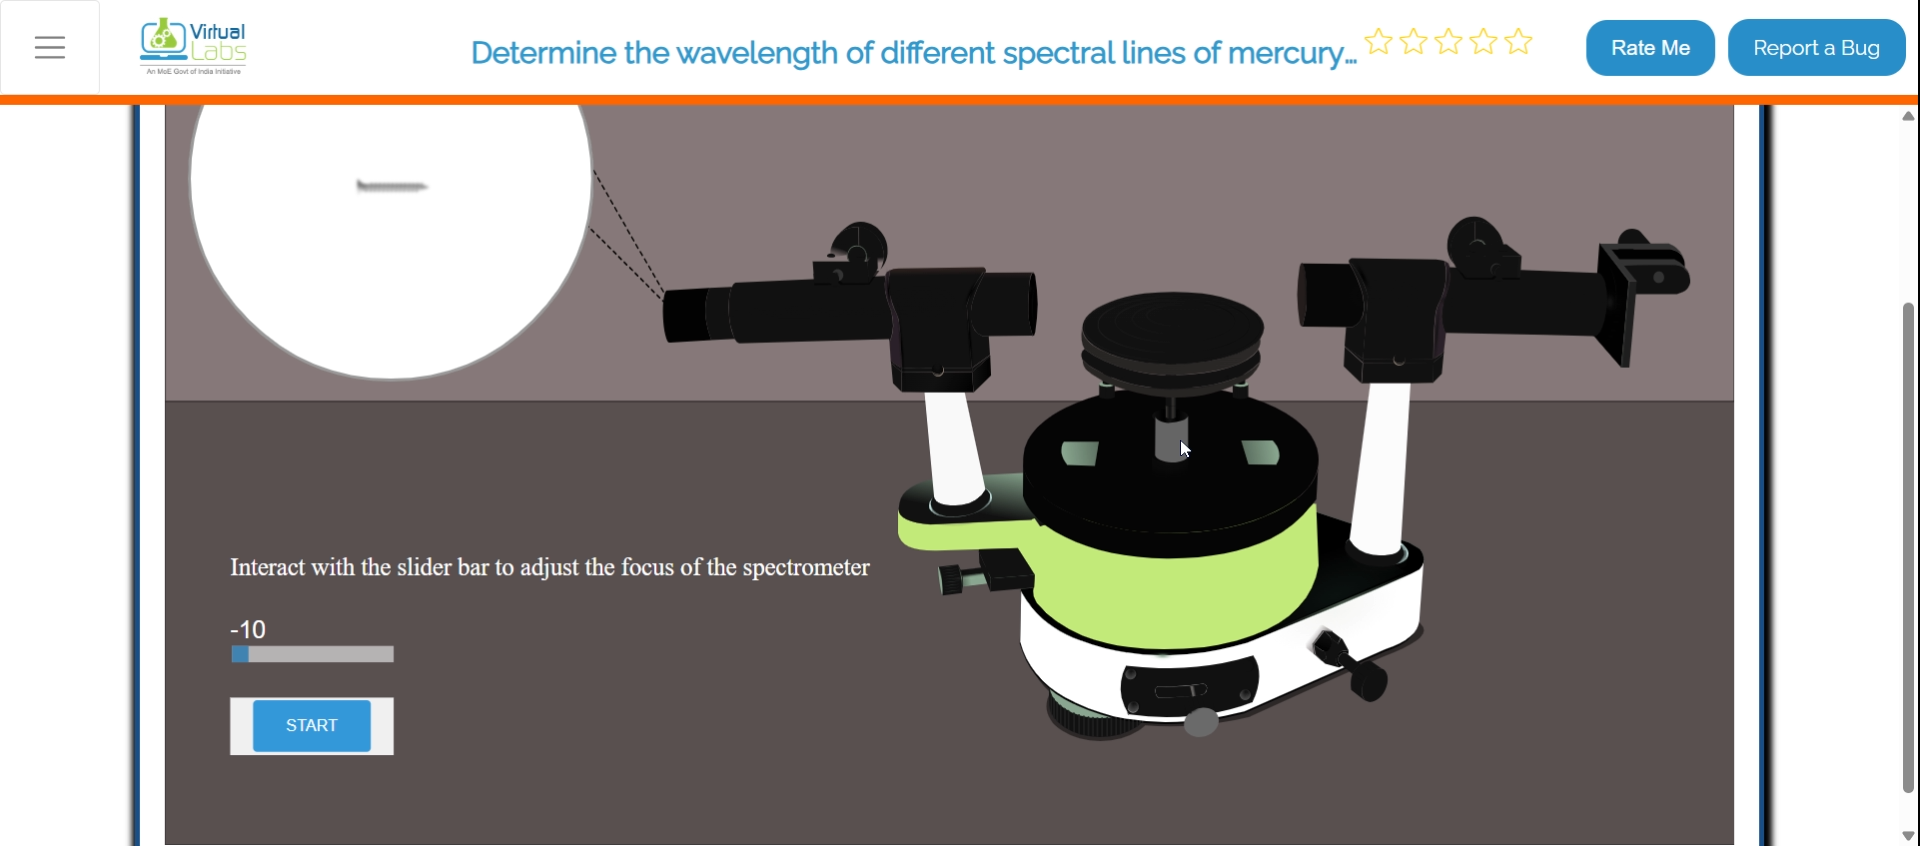 Virtual
Labs
An MoE Govt of India Initiative
Determine the wavelength of different spectral lines of mercury...
Rate Me
Report a Bug
Interact with the slider bar to adjust the focus of the spectrometer
-10
START